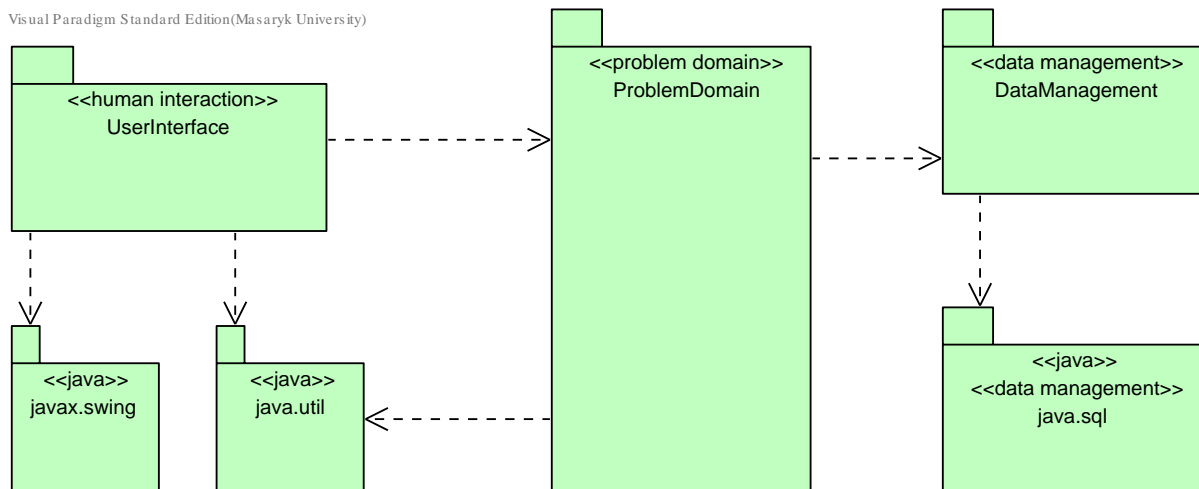 Visual Paradigm Standard Edition(Masaryk University)
<<human interaction>>
UserInterface
<<problem domain>>
ProblemDomain
<<data management>>
DataManagement
<<java>>
javax.swing
<<java>>
java.util
<<java>>
<<data management>>
java.sql